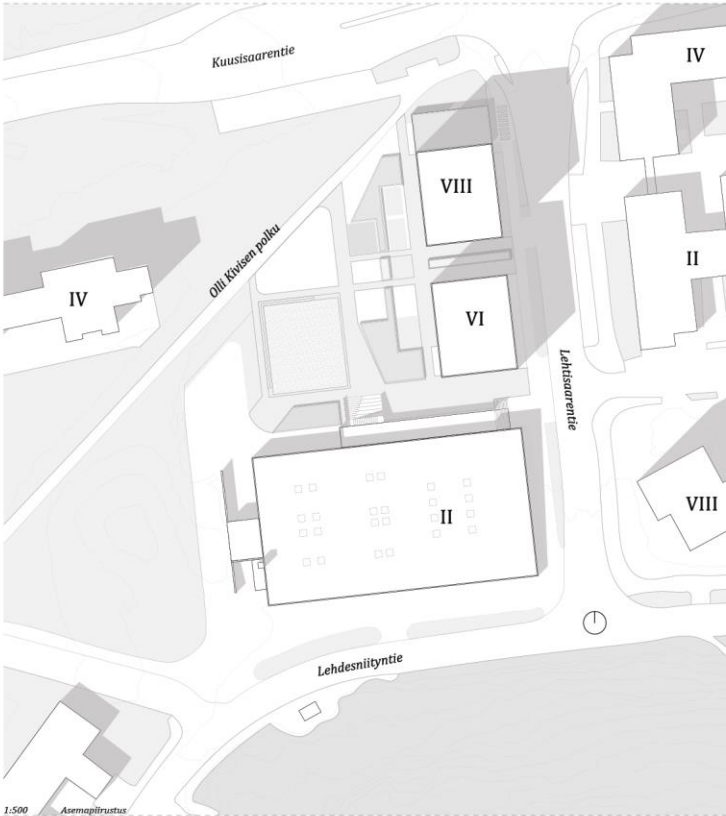 Kuusisaarentie
IV
VIII
Olli Kivisen polku
II
IV
VI
Lehtisaarentie
VIII
II
Lehdesniityntie
1:500 Asemapiirustus